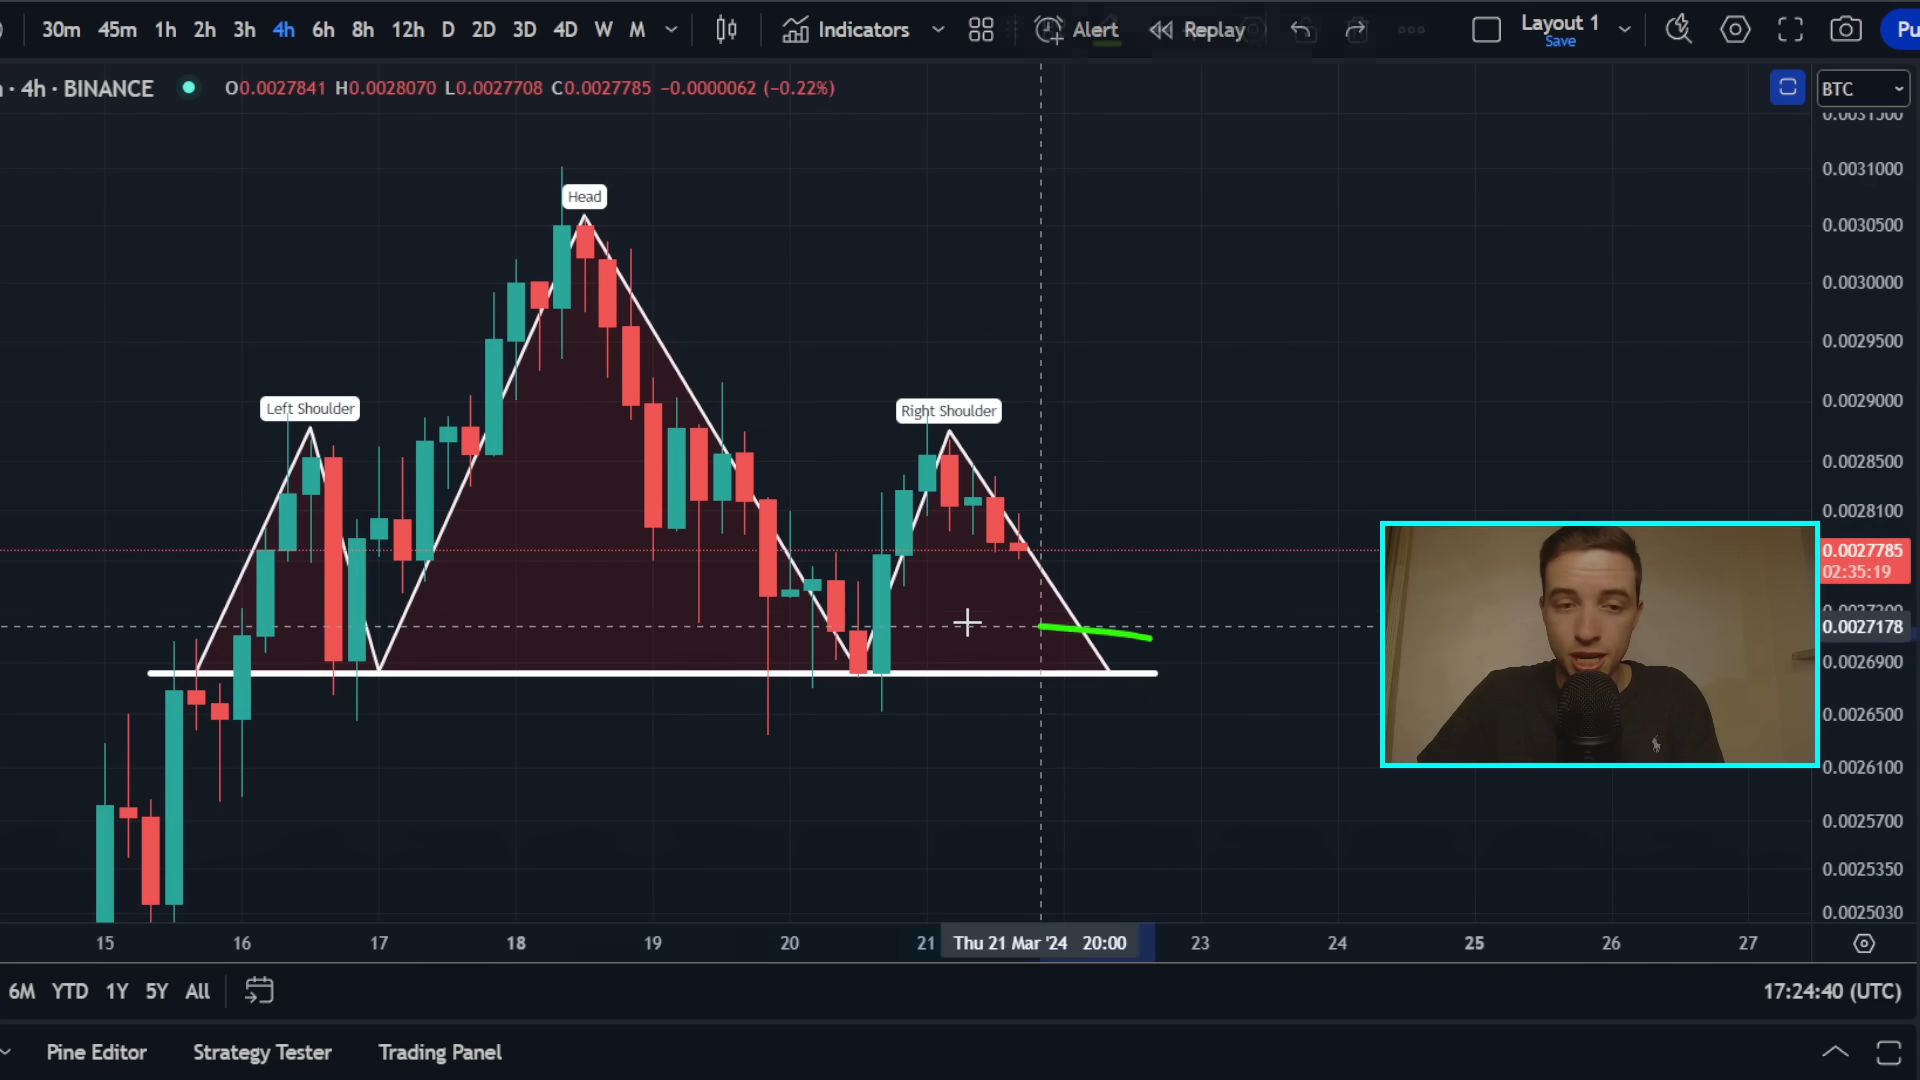 30m 45m 1h 2h 3h 4h 6h 8h 12h D 2D 3D 4D W M Indicators Alert Replay Layout 1 Save Pu
· 4h · BINANCE O0.0027841 H0.0028070 L0.0027708 C0.0027785 −0.0000062 (−0.22%) BTC
0.0031500
0.0031000
Head
0.0030500
0.0030000
0.0029500
0.0029000
Left Shoulder
Right Shoulder
0.0028500
0.0028100
0.0027785
02:35:19
0.0027178
0.0026900
0.0026500
0.0026100
0.0025700
0.0025350
0.0025030
15 16 17 18 19 20 21 Thu 21 Mar '24 20:00 23 24 25 26 27
6M YTD 1Y 5Y All 17:24:40 (UTC)
Pine Editor Strategy Tester Trading Panel